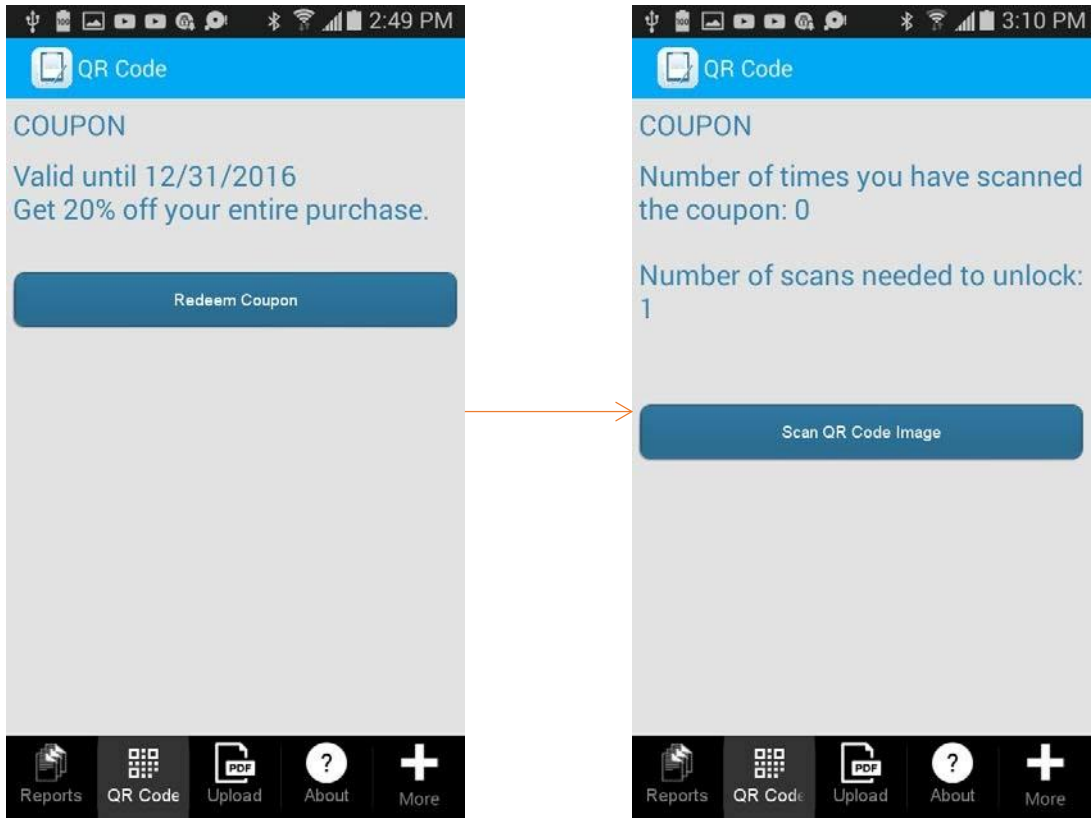 2:49 PM
QR Code
COUPON
Valid until 12/31/2016
Get 20% off your entire purchase.
Redeem Coupon
PDF
?
Reports
QR Code
Upload
About
More
100
3:10 PM
QR Code
COUPON
Number of times you have scanned
the coupon: 0
Number of scans needed to unlock:
1
Scan QR Code Image
PDF
?
Reports
QR Code
Upload
About
More